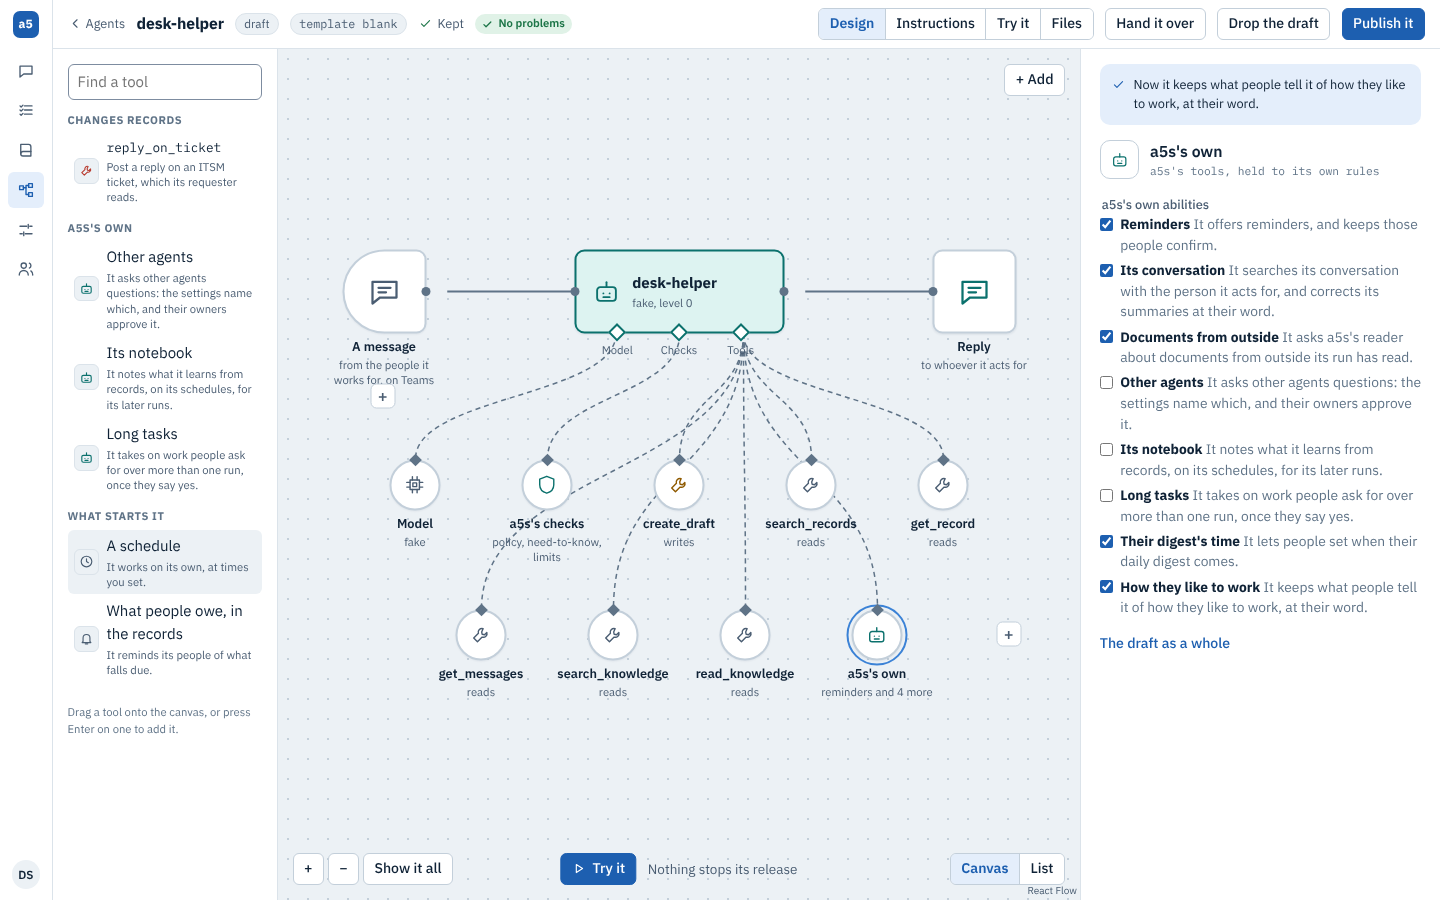 a5
Agents
desk-helper
draft
template blank
Kept
No problems
Design
Instructions
Try it
Files
Hand it over
Drop the draft
Publish it
Find a tool
CHANGES RECORDS
reply_on_ticket
Post a reply on an ITSM
ticket, which its requester
reads.
A5S'S OWN
Other agents
It asks other agents
questions: the settings name
which, and their owners
approve it.
Its notebook
It notes what it learns from
records, on its schedules, for
its later runs.
Long tasks
It takes on work people ask
for over more than one run,
once they say yes.
WHAT STARTS IT
A schedule
It works on its own, at times
you set.
What people owe, in
the records
It reminds its people of what
falls due.
Drag a tool onto the canvas, or press
Enter on one to add it.
+ Add
desk-helper
fake, level 0
A message
from the people it
works for, on Teams
+
Model
Checks
Tools
Reply
to whoever it acts for
Model
fake
a5s's checks
policy, need-to-know,
limits
create_draft
writes
search_records
reads
get_record
reads
get_messages
reads
search_knowledge
reads
read_knowledge
reads
a5s's own
reminders and 4 more
+
+
−
Show it all
Try it
Nothing stops its release
Canvas
List
React Flow
Now it keeps what people tell it of how they like
to work, at their word.
a5s's own
a5s's tools, held to its own rules
a5s's own abilities
Reminders It offers reminders, and keeps those
people confirm.
Its conversation It searches its conversation
with the person it acts for, and corrects its
summaries at their word.
Documents from outside It asks a5s's reader
about documents from outside its run has read.
Other agents It asks other agents questions: the
settings name which, and their owners approve
it.
Its notebook It notes what it learns from
records, on its schedules, for its later runs.
Long tasks It takes on work people ask for over
more than one run, once they say yes.
Their digest's time It lets people set when their
daily digest comes.
How they like to work It keeps what people tell
it of how they like to work, at their word.
The draft as a whole
DS